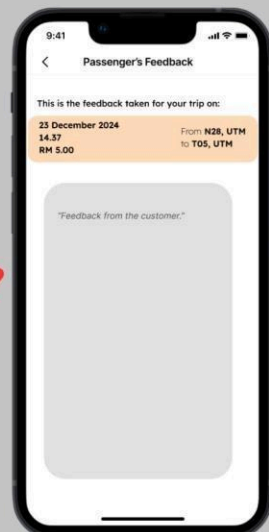 9:41
Passenger's Feedback
This is the feedback taken for your trip on:
23 December 2024
14.37
RM 5.00
From N28, UTM
to T05, UTM
"Feedback from the customer."